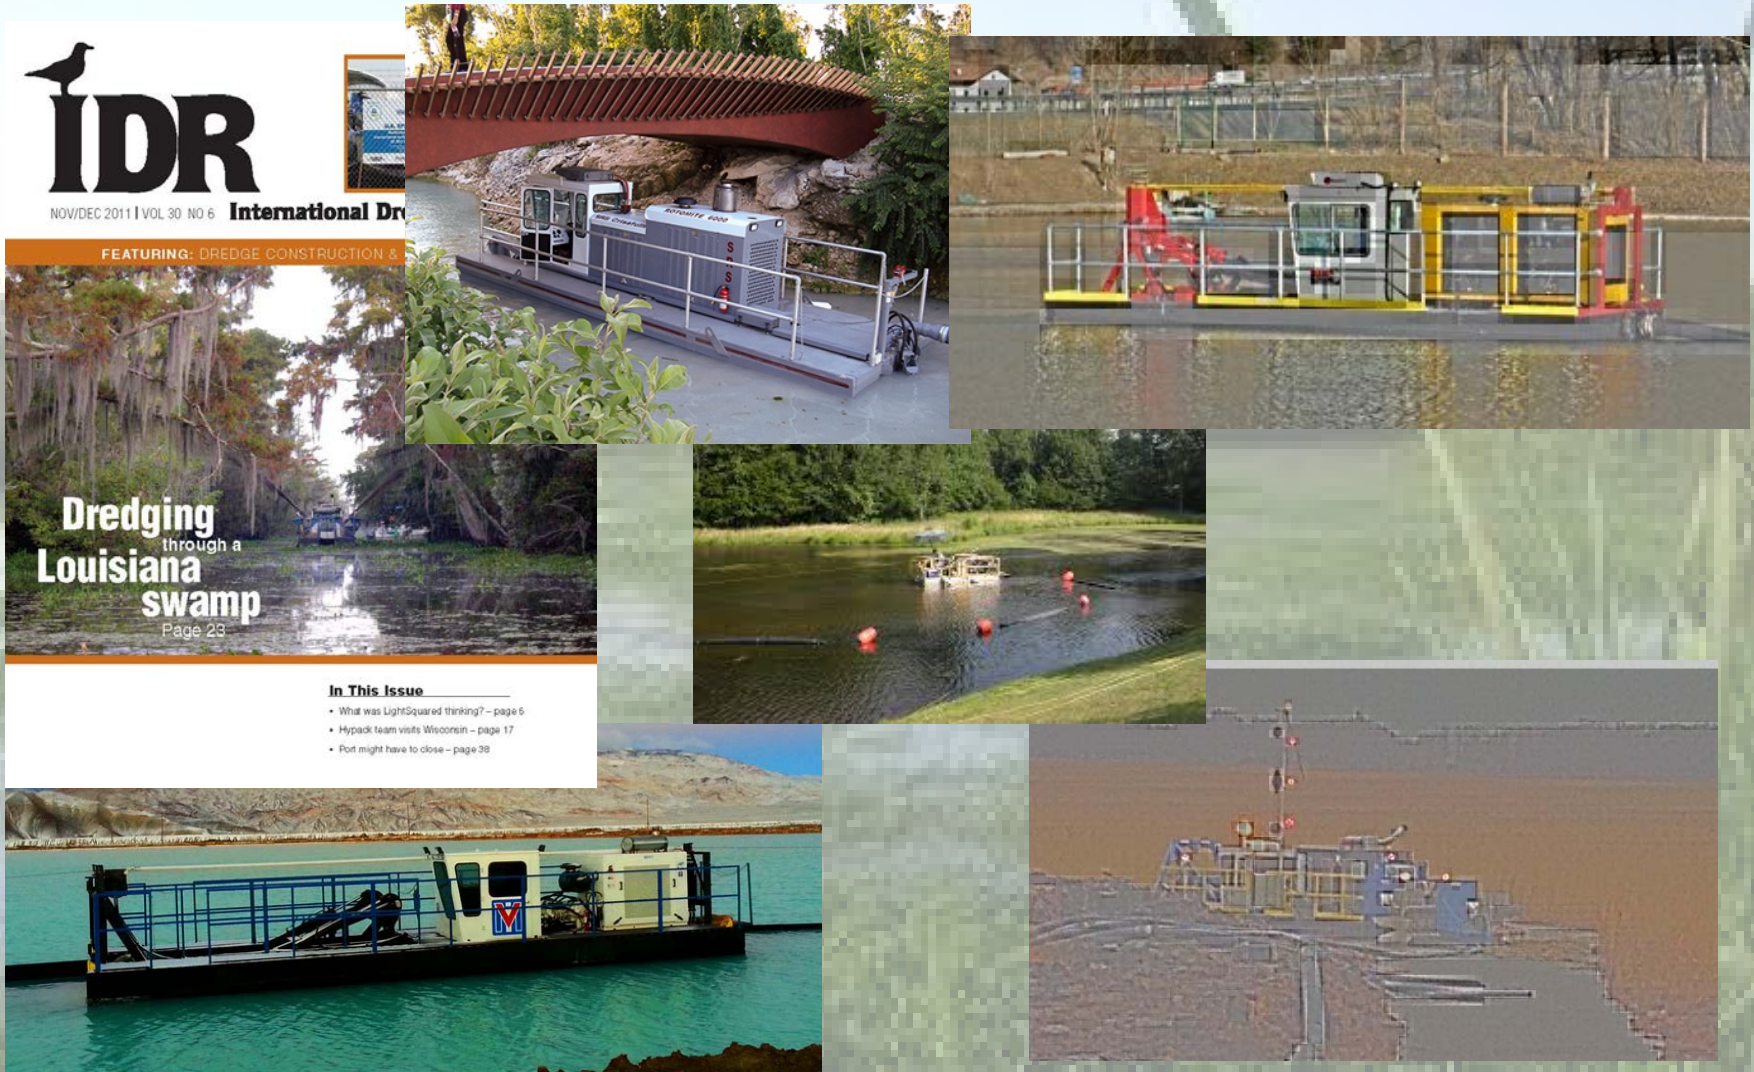 IDR
NOV/DEC 2011 | VOL 30 NO 6 International Dr
FEATURING: DREDGE CONSTRUCTION &
Dredging
through a
Louisiana
swamp
Page 23
In This Issue
• What was LightSquared thinking? – page 5
• Hypack team visits Wisconsin – page 17
• Port might have to close – page 38
ROTOMITE 6000
SRS